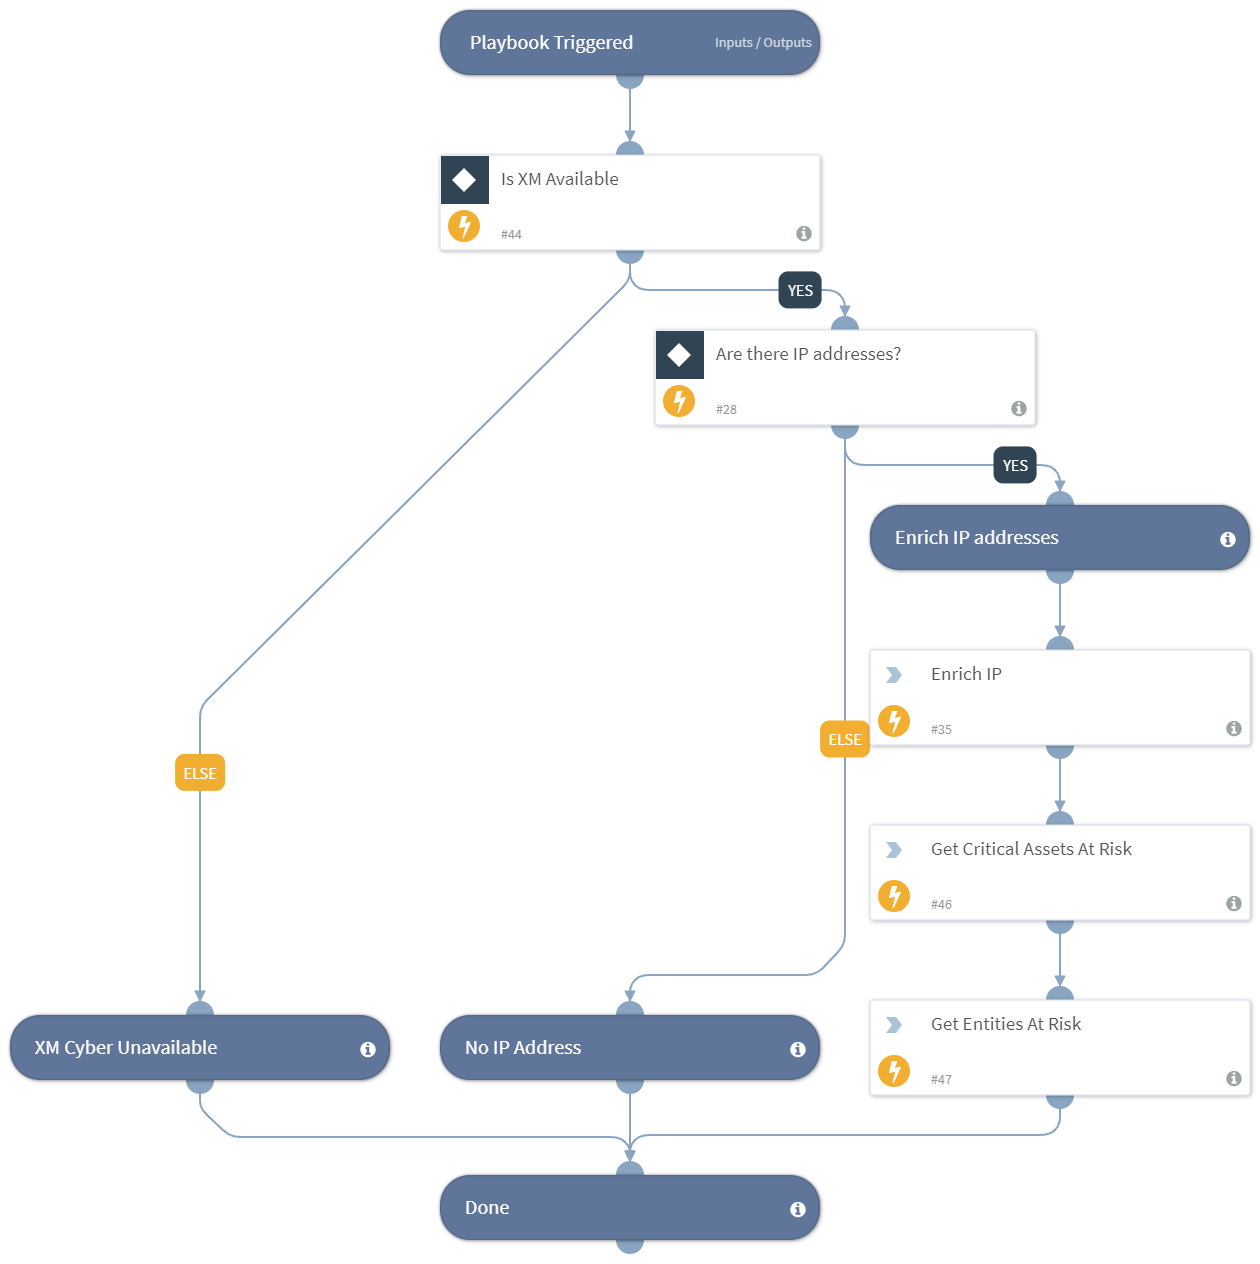 Playbook Triggered Inputs / Outputs
Is XM Available
#44
YES
Are there IP addresses?
#28
YES
Enrich IP addresses
Enrich IP
#35
ELSE
ELSE
Get Critical Assets At Risk
#46
Get Entities At Risk
#47
XM Cyber Unavailable
No IP Address
Done